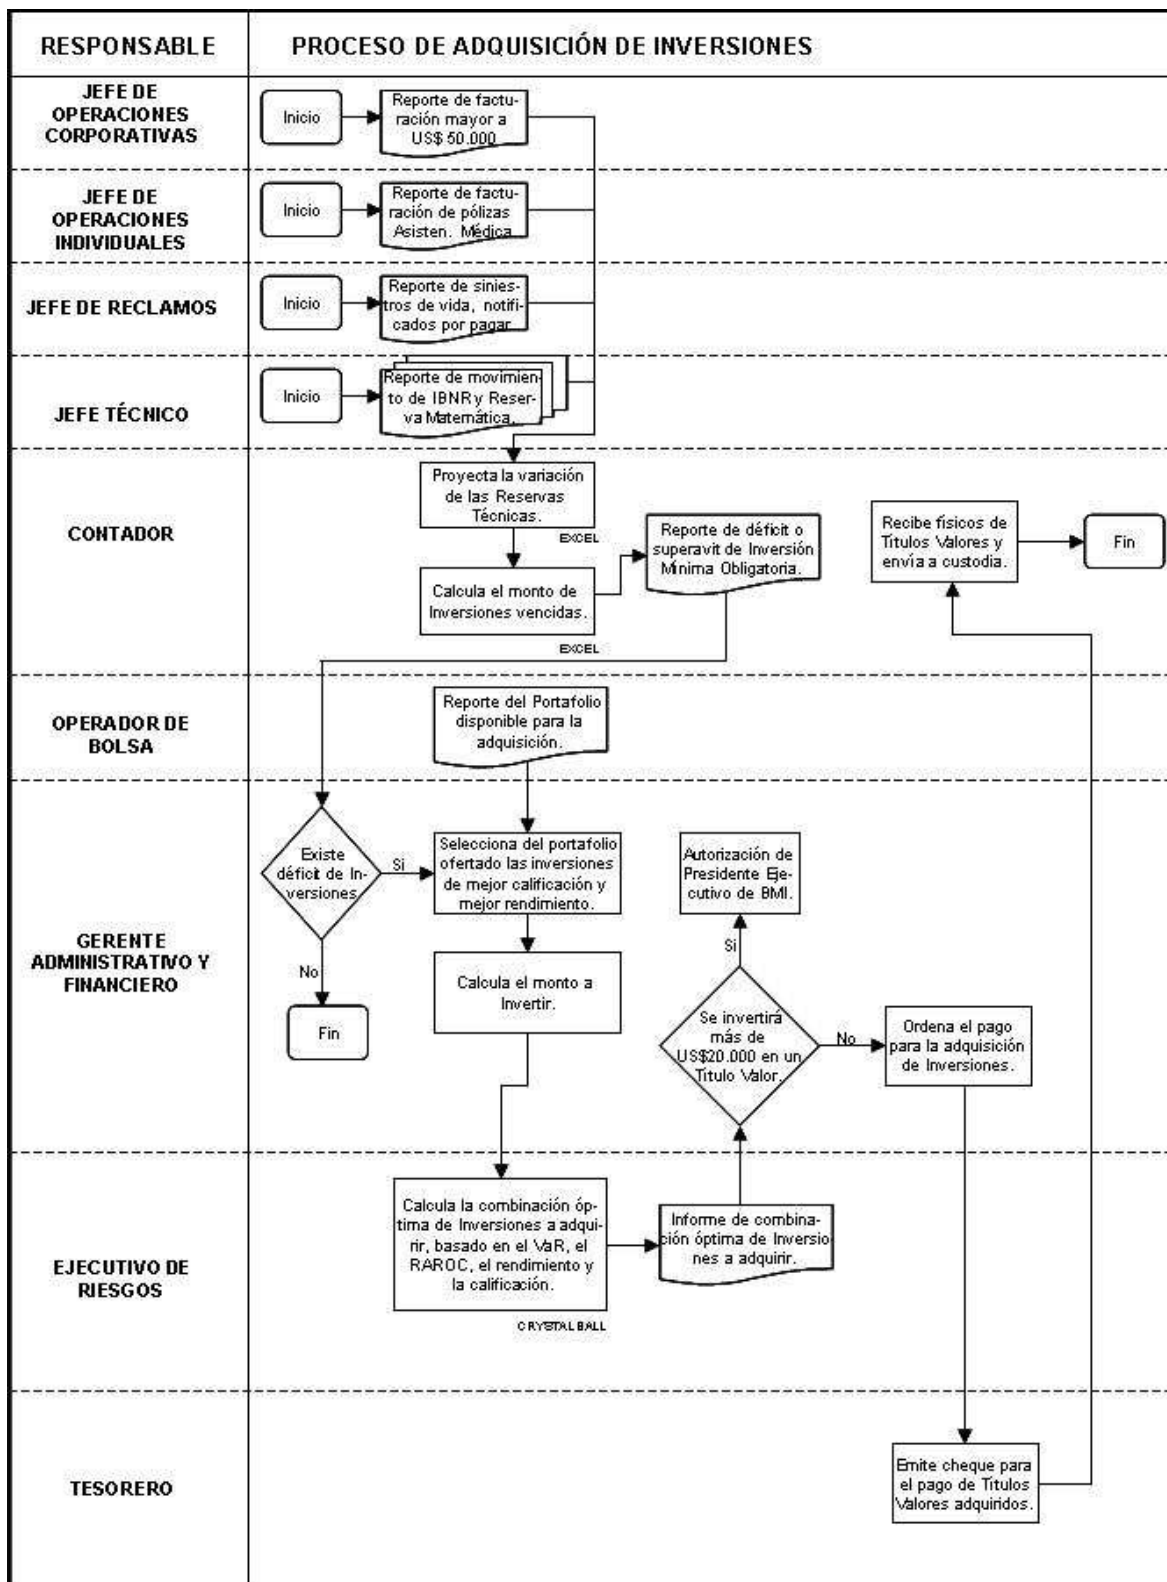 RESPONSABLE
PROCESO DE ADQUISICIÓN DE INVERSIONES
JEFE DE
OPERACIONES
CORPORATIVAS
Inicio
Reporte de factu-
ración mayor a
US$ 50.000
JEFE DE
OPERACIONES
INDIVIDUALES
Inicio
Reporte de factu-
ración de pólizas
Asisten. Médica
JEFE DE RECLAMOS
Inicio
Reporte de sinies-
tros de vida, notifi-
cados por pagar
JEFE TÉCNICO
Inicio
Reporte de movimien-
to de IBNR y Reser-
va Matemática.
CONTADOR
Proyecta la variación
de las Reservas
Técnicas.
EXCEL
Calcula el monto de
Inversiones vencidas.
EXCEL
Reporte de déficit o
superavit de Inversión
Mínima Obligatoria.
Recibe físicos de
Títulos Valores y
envía a custodia.
Fin
OPERADOR DE
BOLSA
Reporte del Portafolio
disponible para la
adquisición.
GERENTE
ADMINISTRATIVO Y
FINANCIERO
Existe
déficit de In-
versiones
Si
No
Fin
Selecciona del portafolio
ofertado las inversiones
de mejor calificación y
mejor rendimiento.
Calcula el monto a
Invertir.
Autorización de
Presidente Eje-
cutivo de BMI.
Si
Se invertirá
más de
US$20.000 en un
Título Valor.
No
Ordena el pago
para la adquisición
de Inversiones.
EJECUTIVO DE
RIESGOS
Calcula la combinación óp-
tima de Inversiones a adqui-
rir, basado en el VaR, el
RAROC, el rendimiento y
la calificación.
CRYSTAL BALL
Informe de combina-
ción óptima de Inversio-
nes a adquirir.
TESORERO
Emite cheque para
el pago de Títulos
Valores adquiridos.